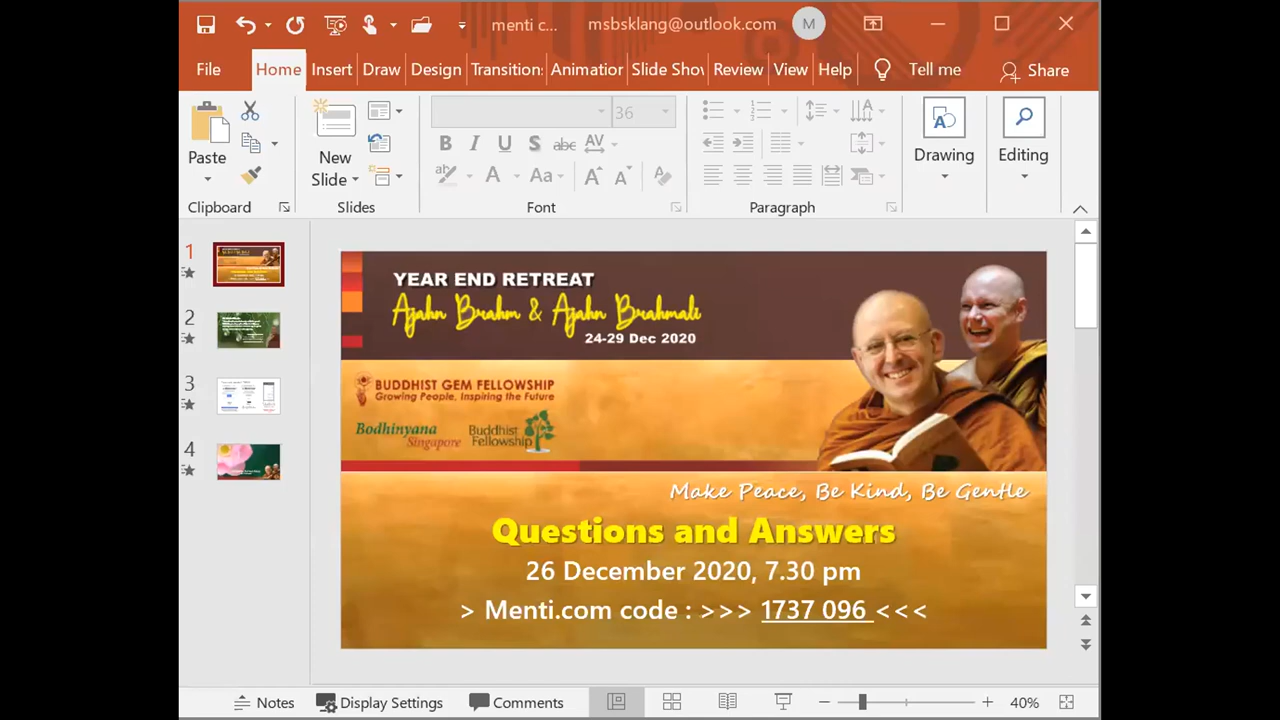 menti c...
msbsklang@outlook.com
M
File
Home
Insert
Draw
Design
Transition:
Animatior
Slide Shov
Review
View
Help
Tell me
Share
Paste
New
Slide
36
B
I
U
S
abc
AV
A
Aa
A
A
Drawing
Editing
Clipboard
Slides
Font
Paragraph
1
2
3
4
YEAR END RETREAT
Ajahn Brahm & Ajahn Brahmali
24-29 Dec 2020
BUDDHIST GEM FELLOWSHIP
Growing People, Inspiring the Future
Bodhinyana
Singapore
Buddhist
Fellowship
Make Peace, Be Kind, Be Gentle
Questions and Answers
26 December 2020, 7.30 pm
> Menti.com code : >>> 1737 096 <<<
Notes
Display Settings
Comments
40%